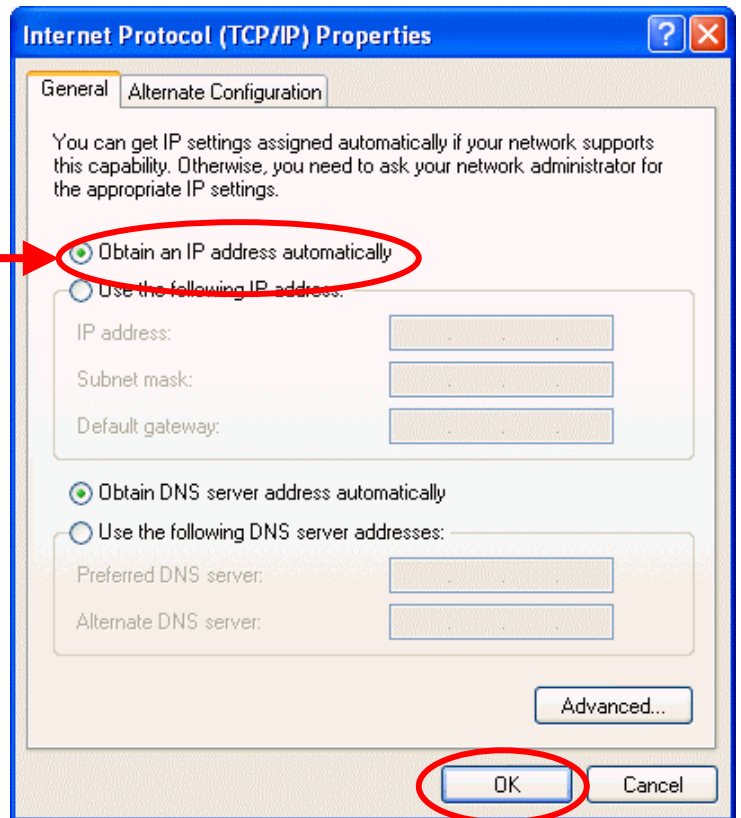 Internet Protocol (TCP/IP) Properties
General
Alternate Configuration
You can get IP settings assigned automatically if your network supports
this capability. Otherwise, you need to ask your network administrator for
the appropriate IP settings.
Obtain an IP address automatically
Use the following IP address:
IP address:
Subnet mask:
Default gateway:
Obtain DNS server address automatically
Use the following DNS server addresses:
Preferred DNS server:
Alternate DNS server:
Advanced...
OK
Cancel